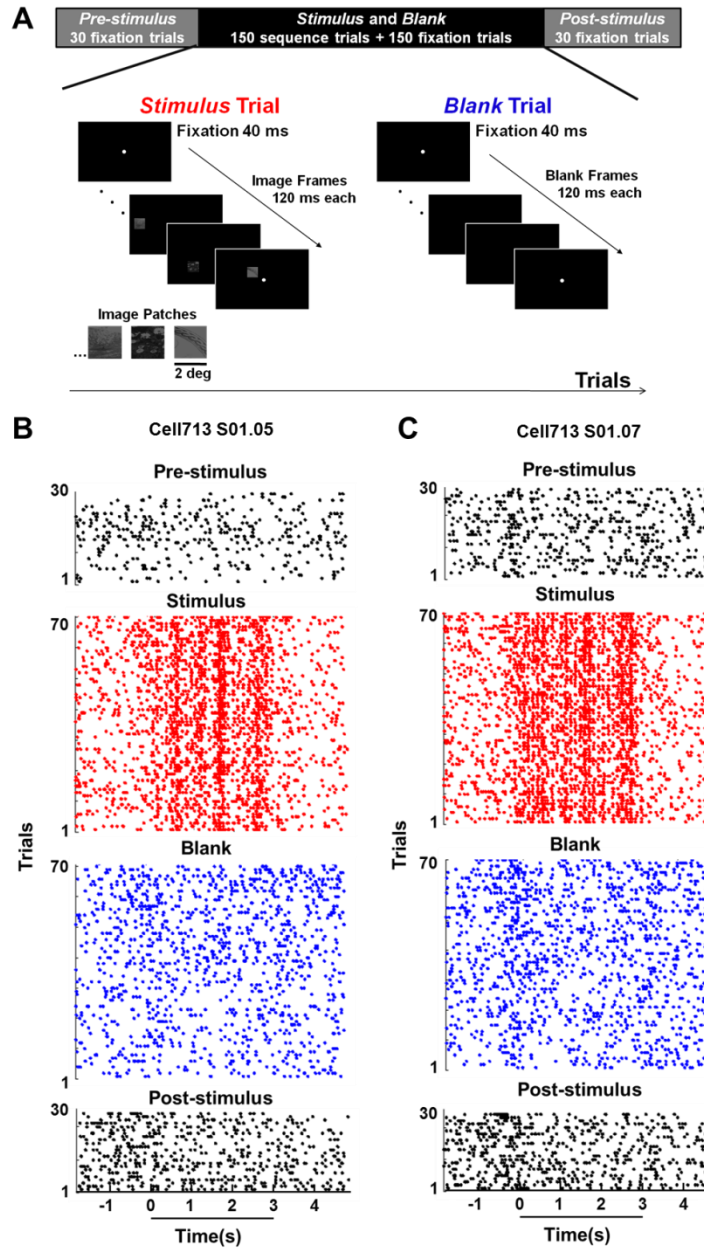 A
Pre-stimulus
30 fixation trials
Stimulus and Blank
150 sequence trials + 150 fixation trials
Post-stimulus
30 fixation trials
Stimulus Trial
Fixation 40 ms
Image Frames
120 ms each
Image Patches
...
2 deg
Blank Trial
Fixation 40 ms
Blank Frames
120 ms each
Trials
B
Cell713 S01.05
Pre-stimulus
30
1
Stimulus
70
1
Trials
Blank
70
1
Post-stimulus
30
1
-1 0 1 2 3 4
Time(s)
C
Cell713 S01.07
Pre-stimulus
30
1
Stimulus
70
1
Trials
Blank
70
1
Post-stimulus
30
1
-1 0 1 2 3 4
Time(s)